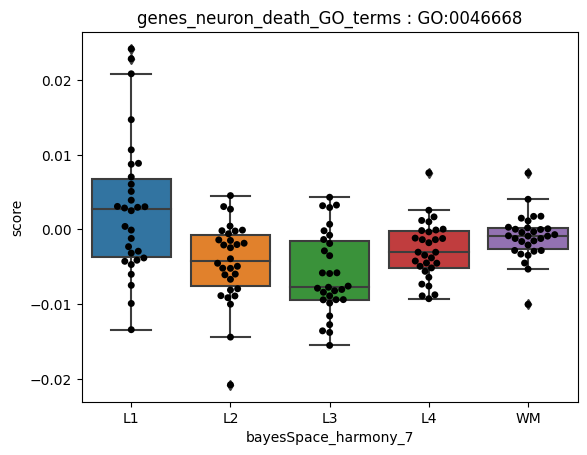 genes_neuron_death_GO_terms : GO:0046668
score
0.02
0.01
0.00
−0.01
−0.02
L1 L2 L3 L4 WM
bayesSpace_harmony_7